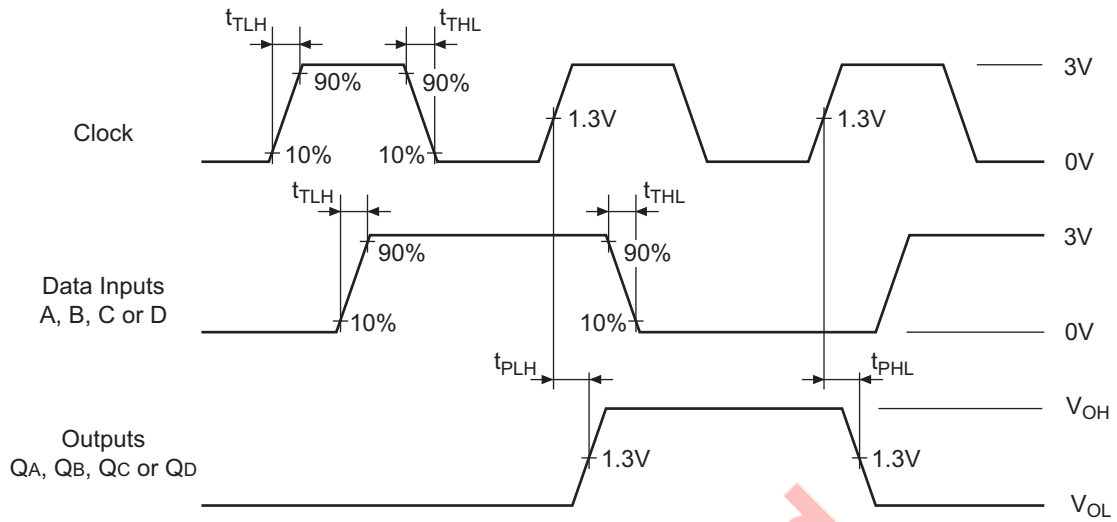 tTLH tTHL
3V
90% 90%
Clock 1.3V 1.3V
10% 10%
0V
tTLH tTHL
3V
90% 90%
Data Inputs
A, B, C or D
10% 10%
0V
tPLH tPHL
VOH
Outputs
QA, QB, QC or QD
1.3V 1.3V
VOL